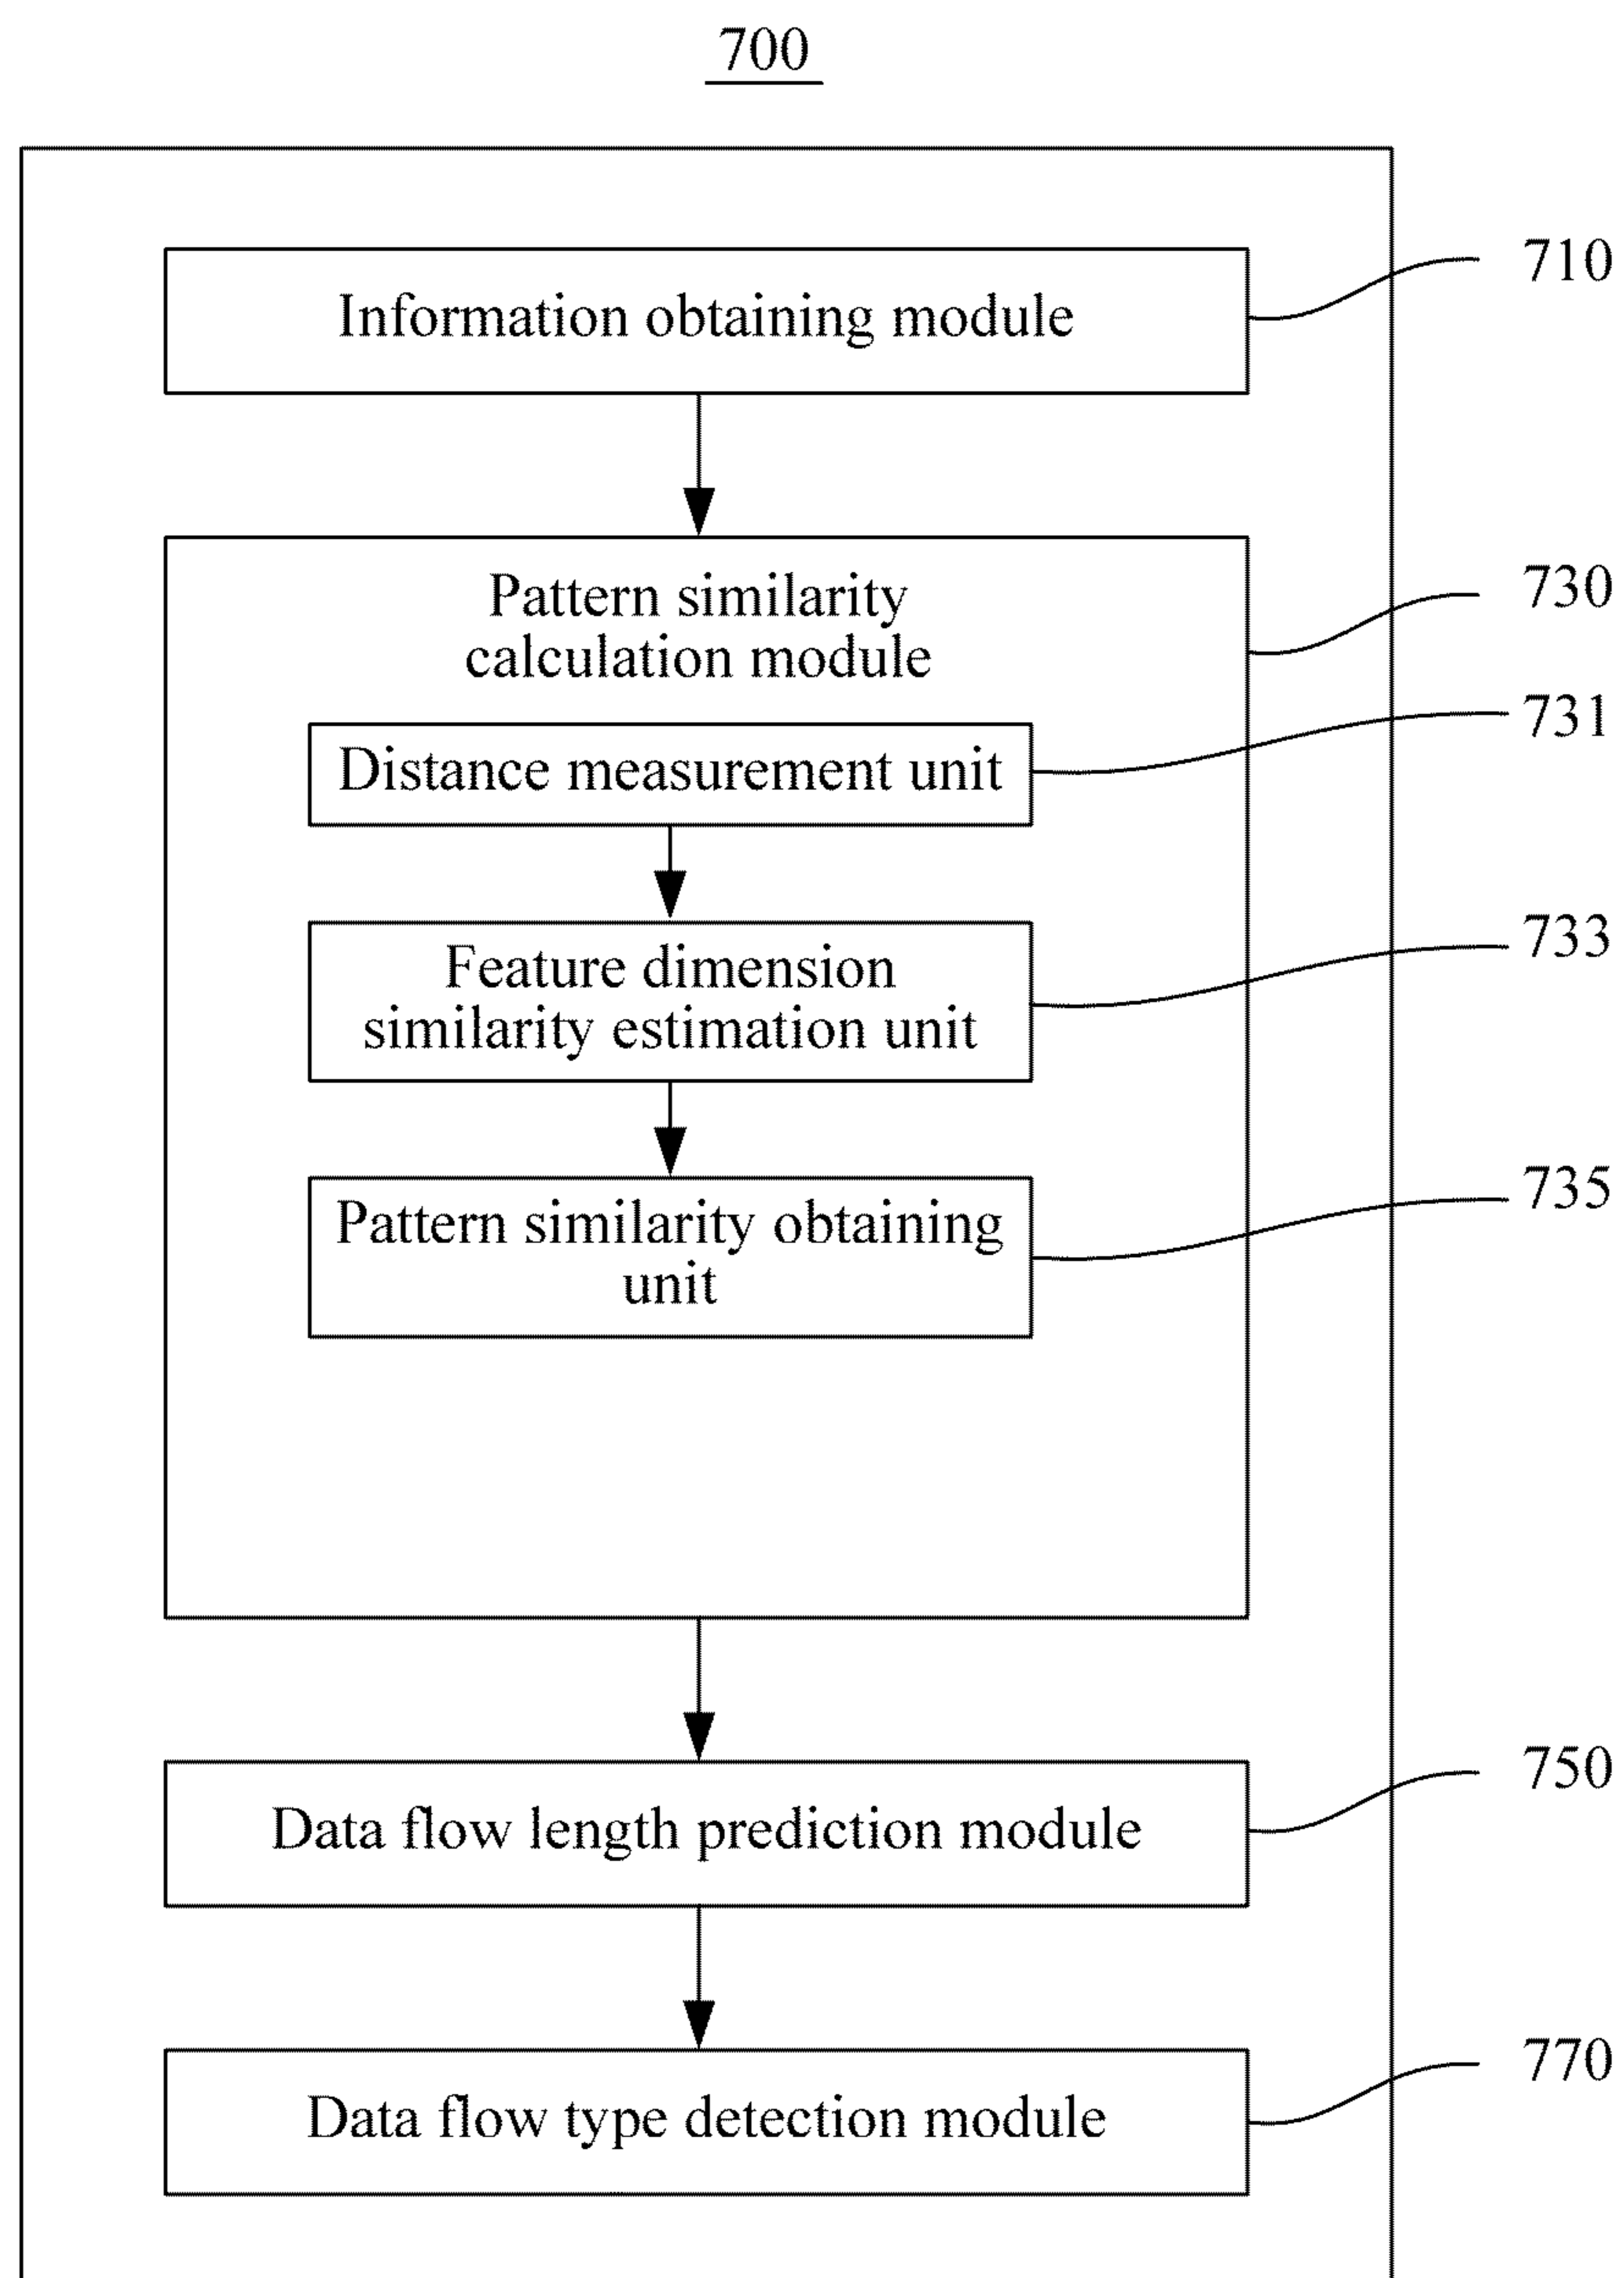 700
Information obtaining module
710
Pattern similarity
calculation module
730
Distance measurement unit
731
Feature dimension
similarity estimation unit
733
Pattern similarity obtaining
unit
735
Data flow length prediction module
750
Data flow type detection module
770